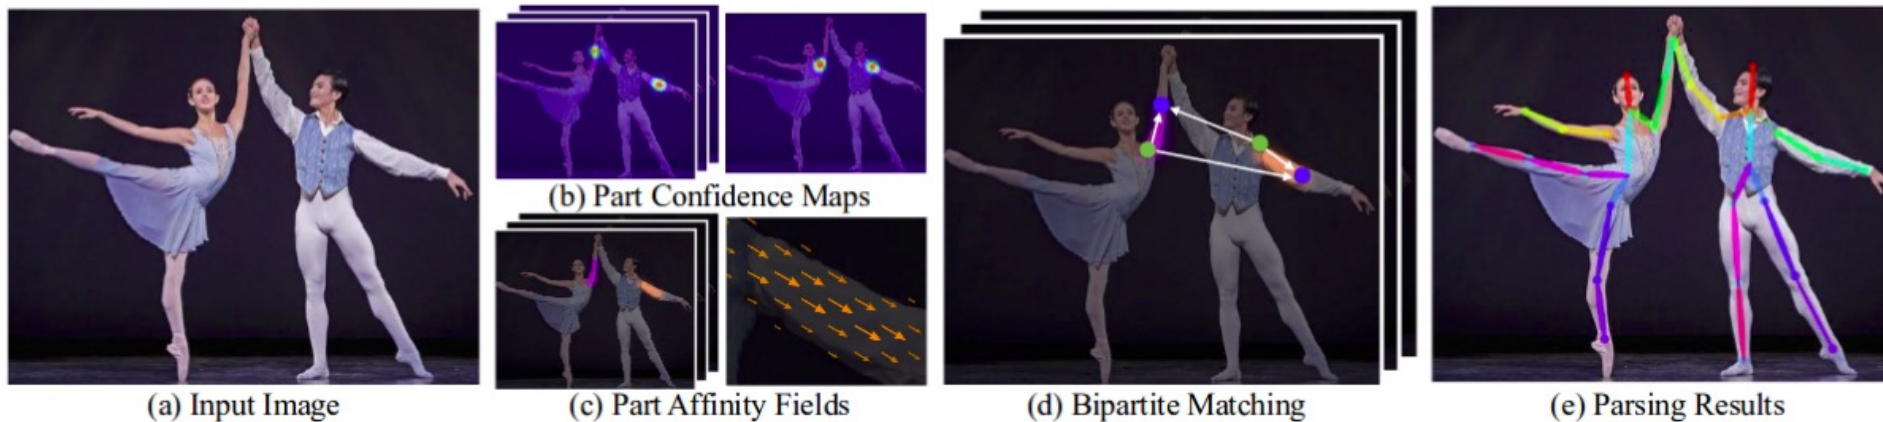 (a) Input Image
(b) Part Confidence Maps
(c) Part Affinity Fields
(d) Bipartite Matching
(e) Parsing Results